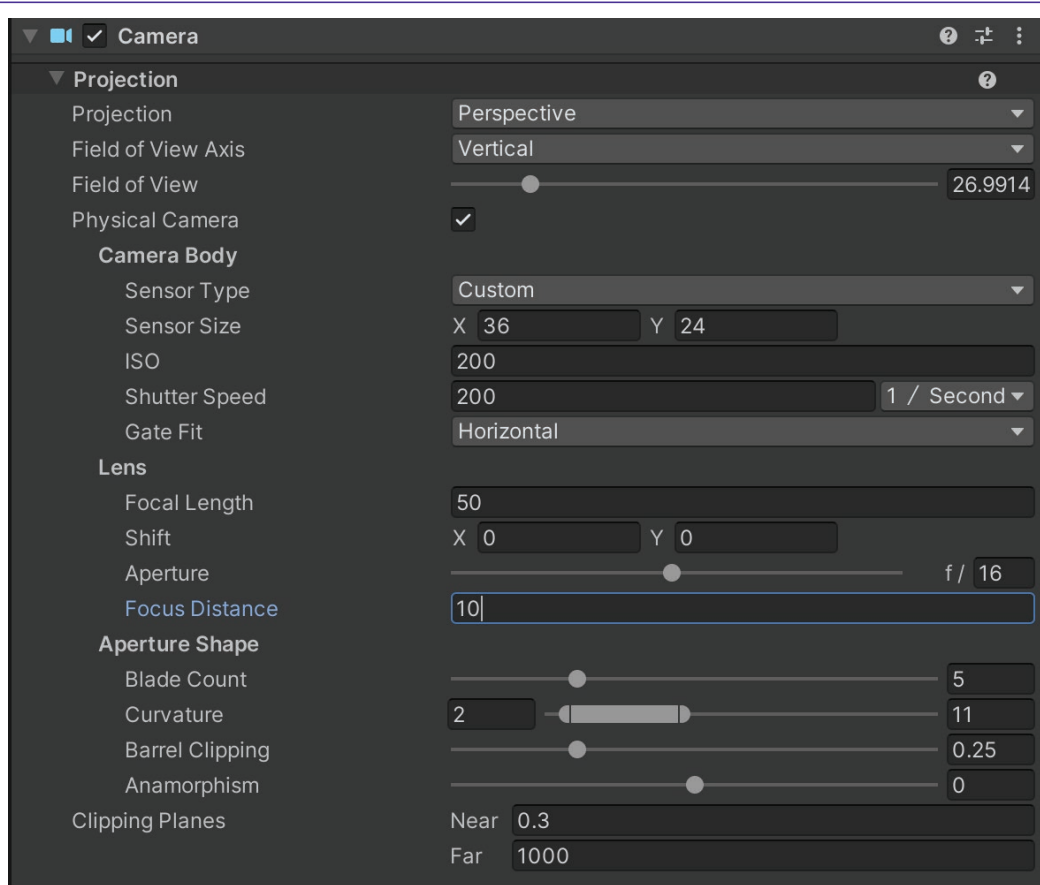 Camera
Projection
Projection Perspective
Field of View Axis Vertical
Field of View 26.9914
Physical Camera
Camera Body
Sensor Type Custom
Sensor Size X 36 Y 24
ISO 200
Shutter Speed 200 1 / Second
Gate Fit Horizontal
Lens
Focal Length 50
Shift X 0 Y 0
Aperture f / 16
Focus Distance 10
Aperture Shape
Blade Count 5
Curvature 2 11
Barrel Clipping 0.25
Anamorphism 0
Clipping Planes Near 0.3
Far 1000